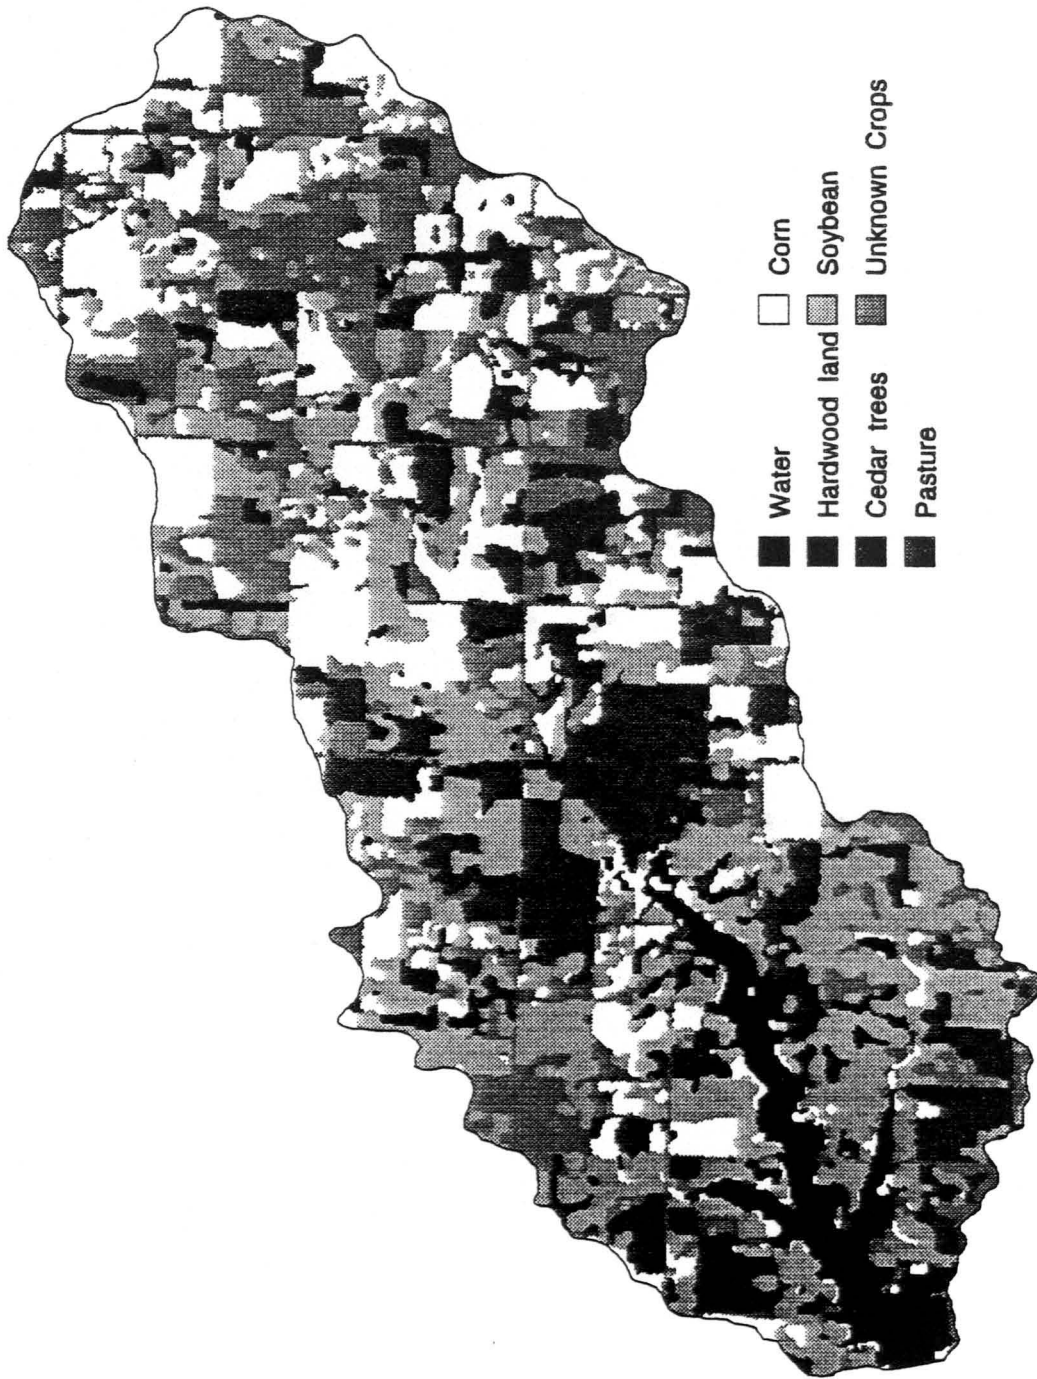 Water
Hardwood land
Cedar trees
Pasture
Corn
Soybean
Unknown Crops